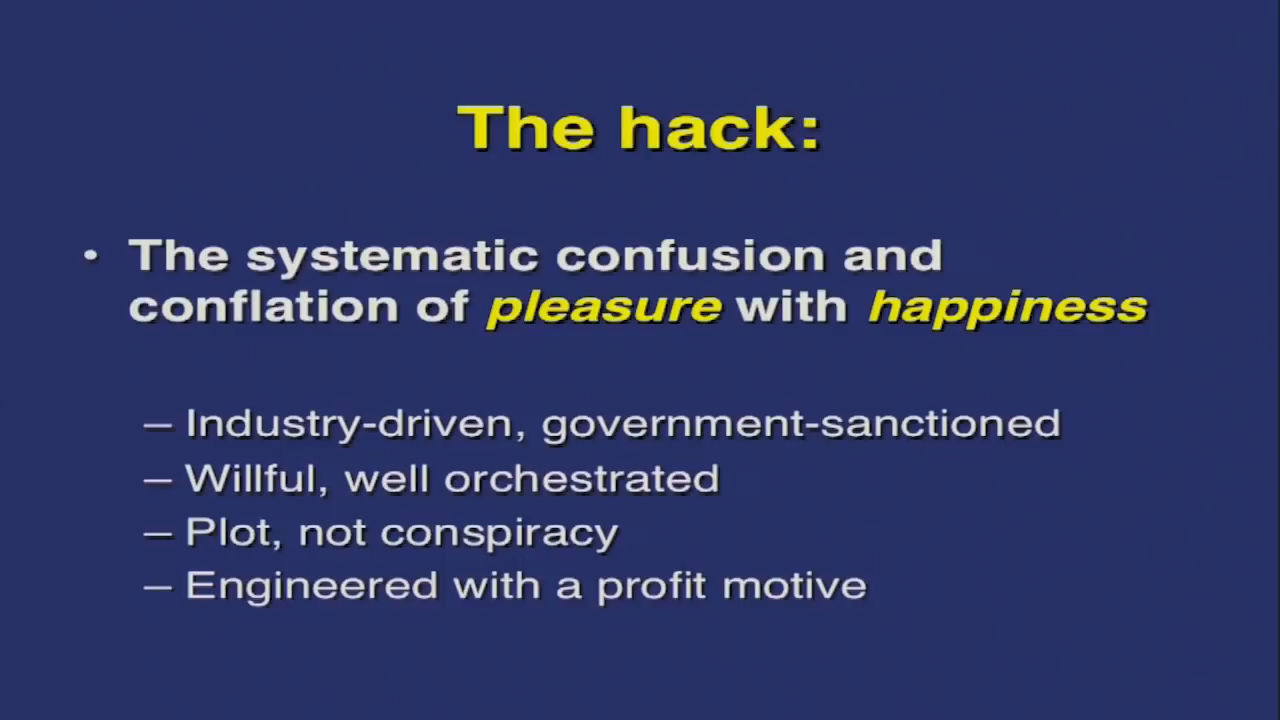 The hack:
• The systematic confusion and
conflation of pleasure with happiness
– Industry-driven, government-sanctioned
– Willful, well orchestrated
– Plot, not conspiracy
– Engineered with a profit motive